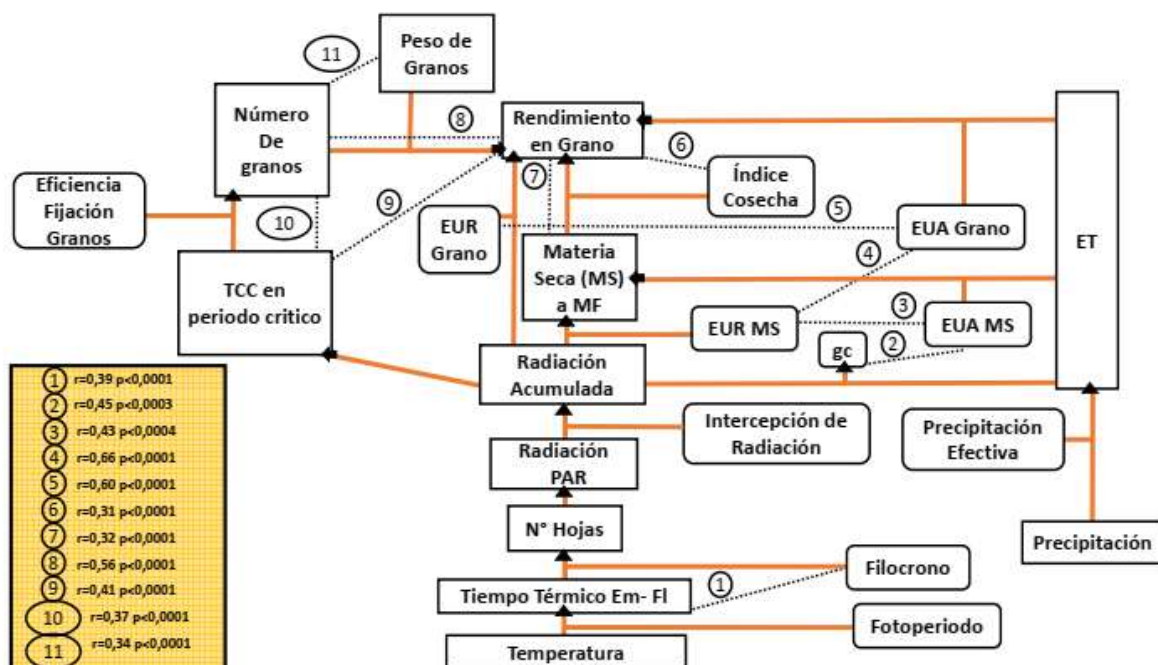 11
Peso de
Granos
Número
De
granos
8
Rendimiento
en Grano
6
7
Índice
Cosecha
Eficiencia
Fijación
Granos
10
9
EUR
Grano
5
EUA Grano
ET
4
Materia
Seca (MS)
a MF
TCC en
periodo critico
3
EUR MS
EUA MS
gc
2
Radiación
Acumulada
Intercepción de
Radiación
Precipitación
Efectiva
Radiación
PAR
N° Hojas
Precipitación
1
Filocrono
Tiempo Térmico Em- Fl
Fotoperiodo
Temperatura
1 r=0,39 p<0,0001
2 r=0,45 p<0,0003
3 r=0,43 p<0,0004
4 r=0,66 p<0,0001
5 r=0,60 p<0,0001
6 r=0,31 p<0,0001
7 r=0,32 p<0,0001
8 r=0,56 p<0,0001
9 r=0,41 p<0,0001
10 r=0,37 p<0,0001
11 r=0,34 p<0,0001